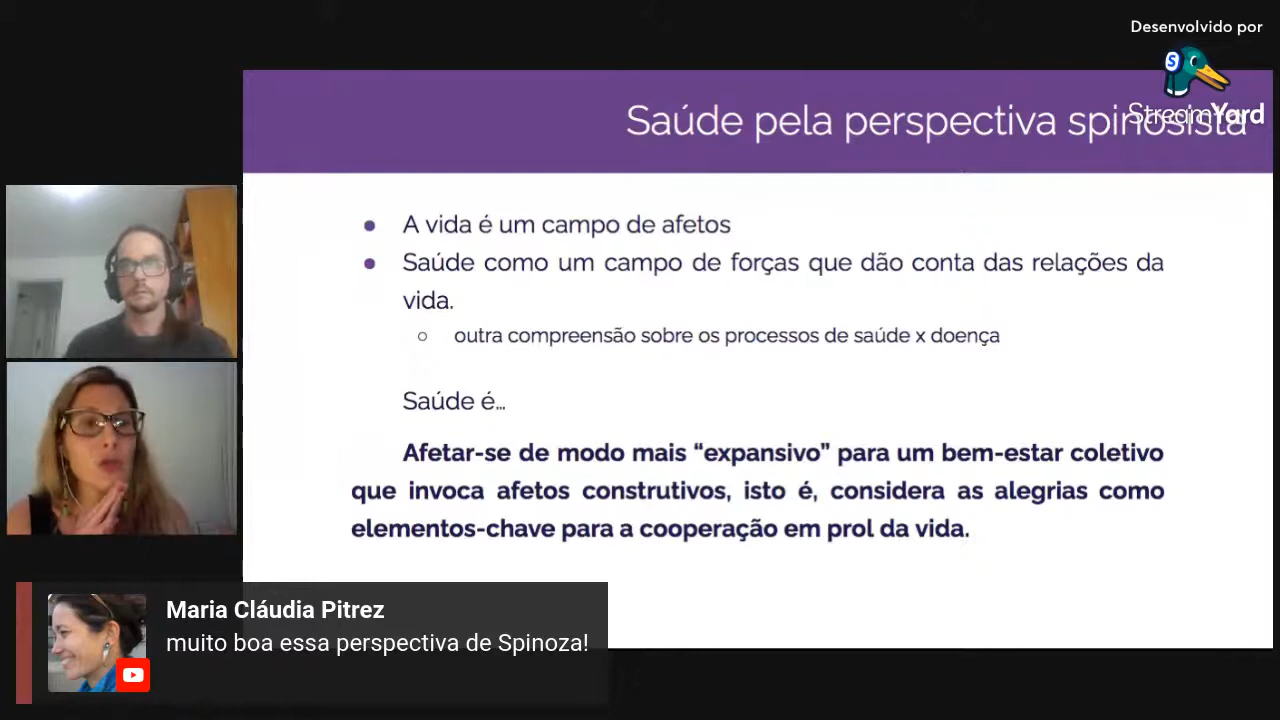 Desenvolvido por
S
StreamYard
Saúde pela perspectiva spinosista
● A vida é um campo de afetos
● Saúde como um campo de forças que dão conta das relações da
vida.
○ outra compreensão sobre os processos de saúde x doença
Saúde é…
Afetar-se de modo mais “expansivo” para um bem-estar coletivo
que invoca afetos construtivos, isto é, considera as alegrias como
elementos-chave para a cooperação em prol da vida.
Maria Cláudia Pitrez
muito boa essa perspectiva de Spinoza!